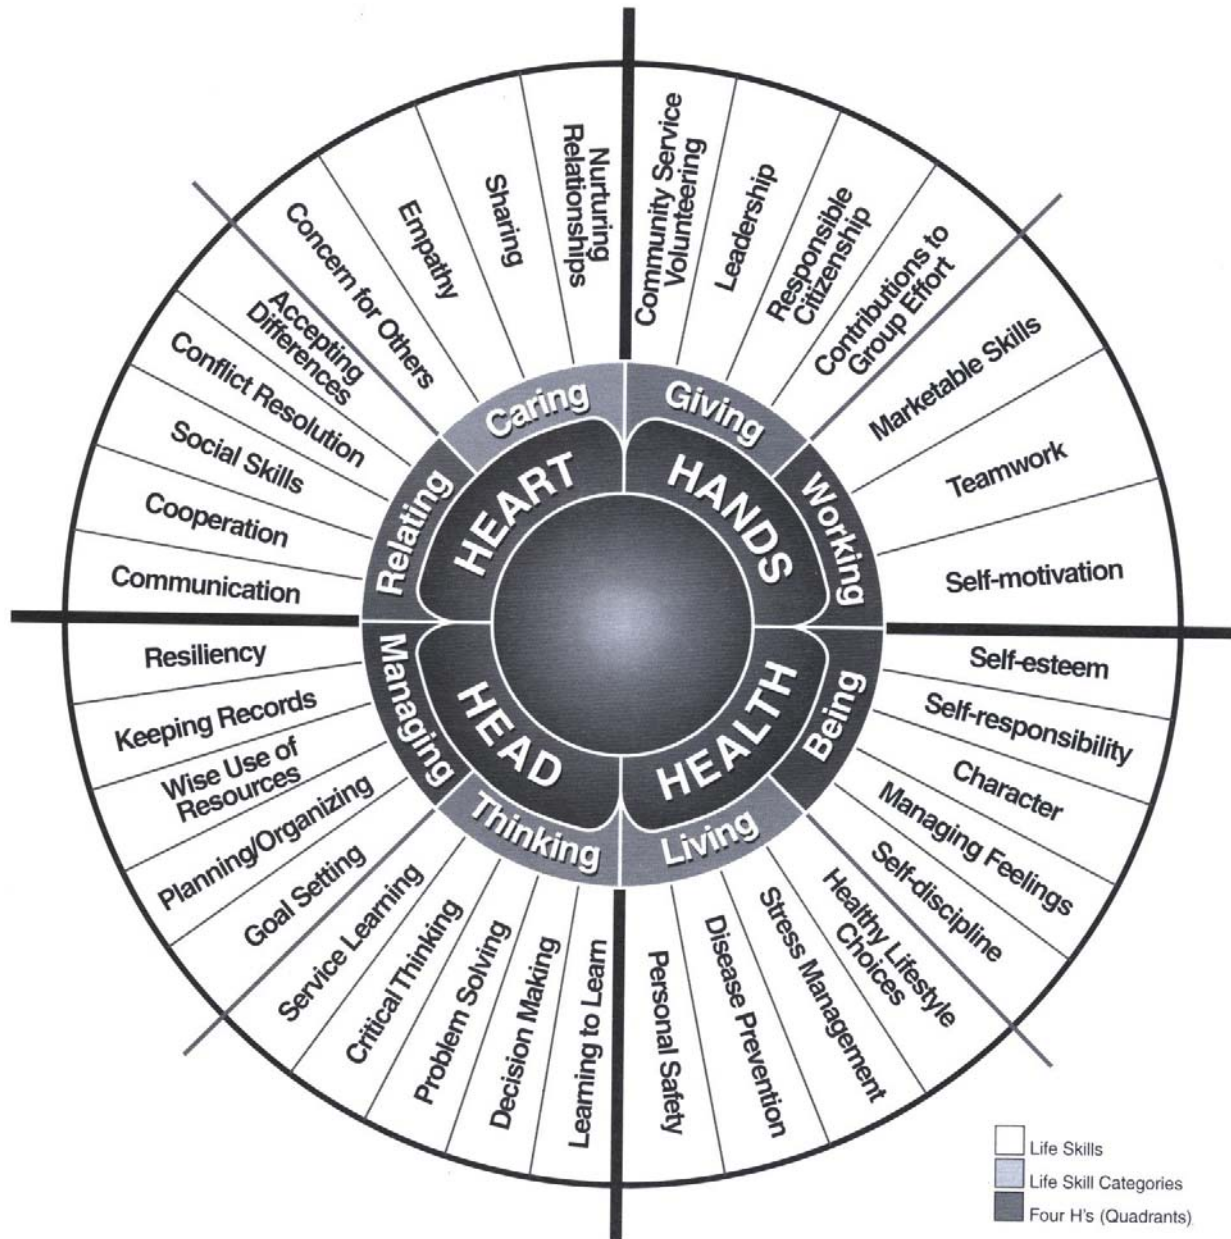 Nurturing
Relationships
Sharing
Empathy
Concern for Others
Accepting
Differences
Conflict Resolution
Social Skills
Cooperation
Communication
Community Service
Volunteering
Leadership
Responsible
Citizenship
Contributions to
Group Effort
Marketable Skills
Teamwork
Self-motivation
Caring
Giving
Relating
Working
HEART
HANDS
HEAD
HEALTH
Managing
Thinking
Living
Being
Resiliency
Keeping Records
Wise Use of
Resources
Planning/Organizing
Goal Setting
Service Learning
Critical Thinking
Problem Solving
Decision Making
Learning to Learn
Self-esteem
Self-responsibility
Character
Managing Feelings
Self-discipline
Healthy Lifestyle
Choices
Stress Management
Disease Prevention
Personal Safety
Life Skills
Life Skill Categories
Four H's (Quadrants)